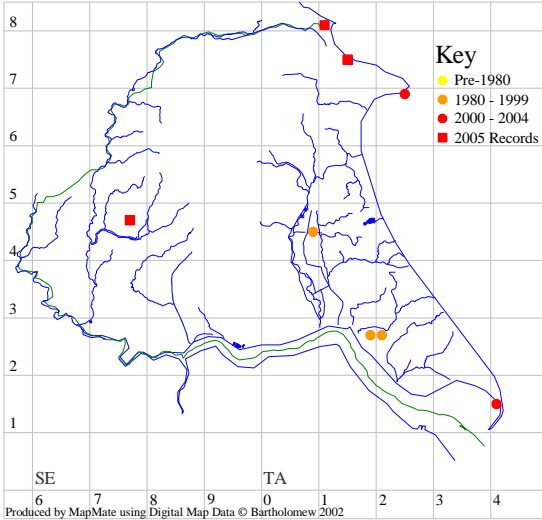 8
7
6
5
4
3
2
1
Key
Pre-1980
1980 - 1999
2000 - 2004
2005 Records
SE TA
6 7 8 9 0 1 2 3 4
Produced by MapMate using Digital Map Data © Bartholomew 2002